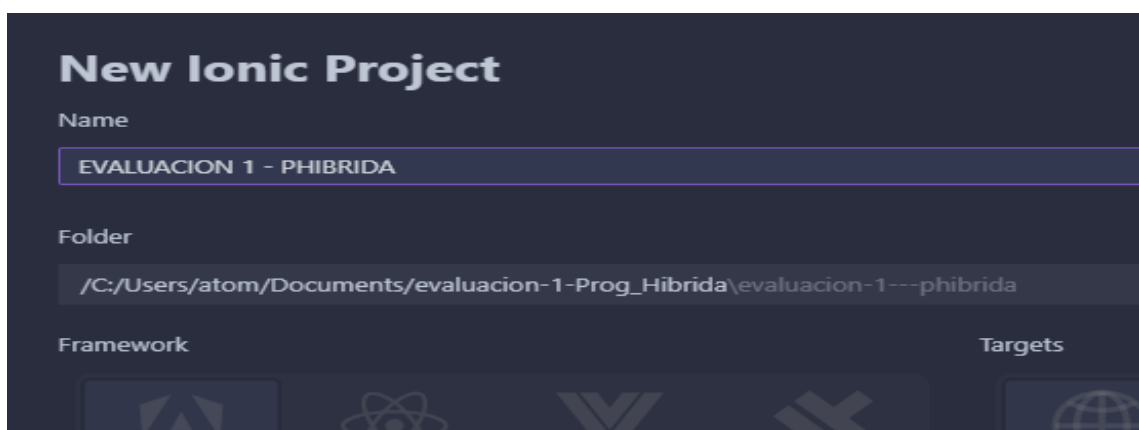 New Ionic Project
Name
EVALUACION 1 - PHIBRIDA
Folder
/C:/Users/atom/Documents/evaluacion-1-Prog_Hibrida\evaluacion-1---phibrida
Framework Targets